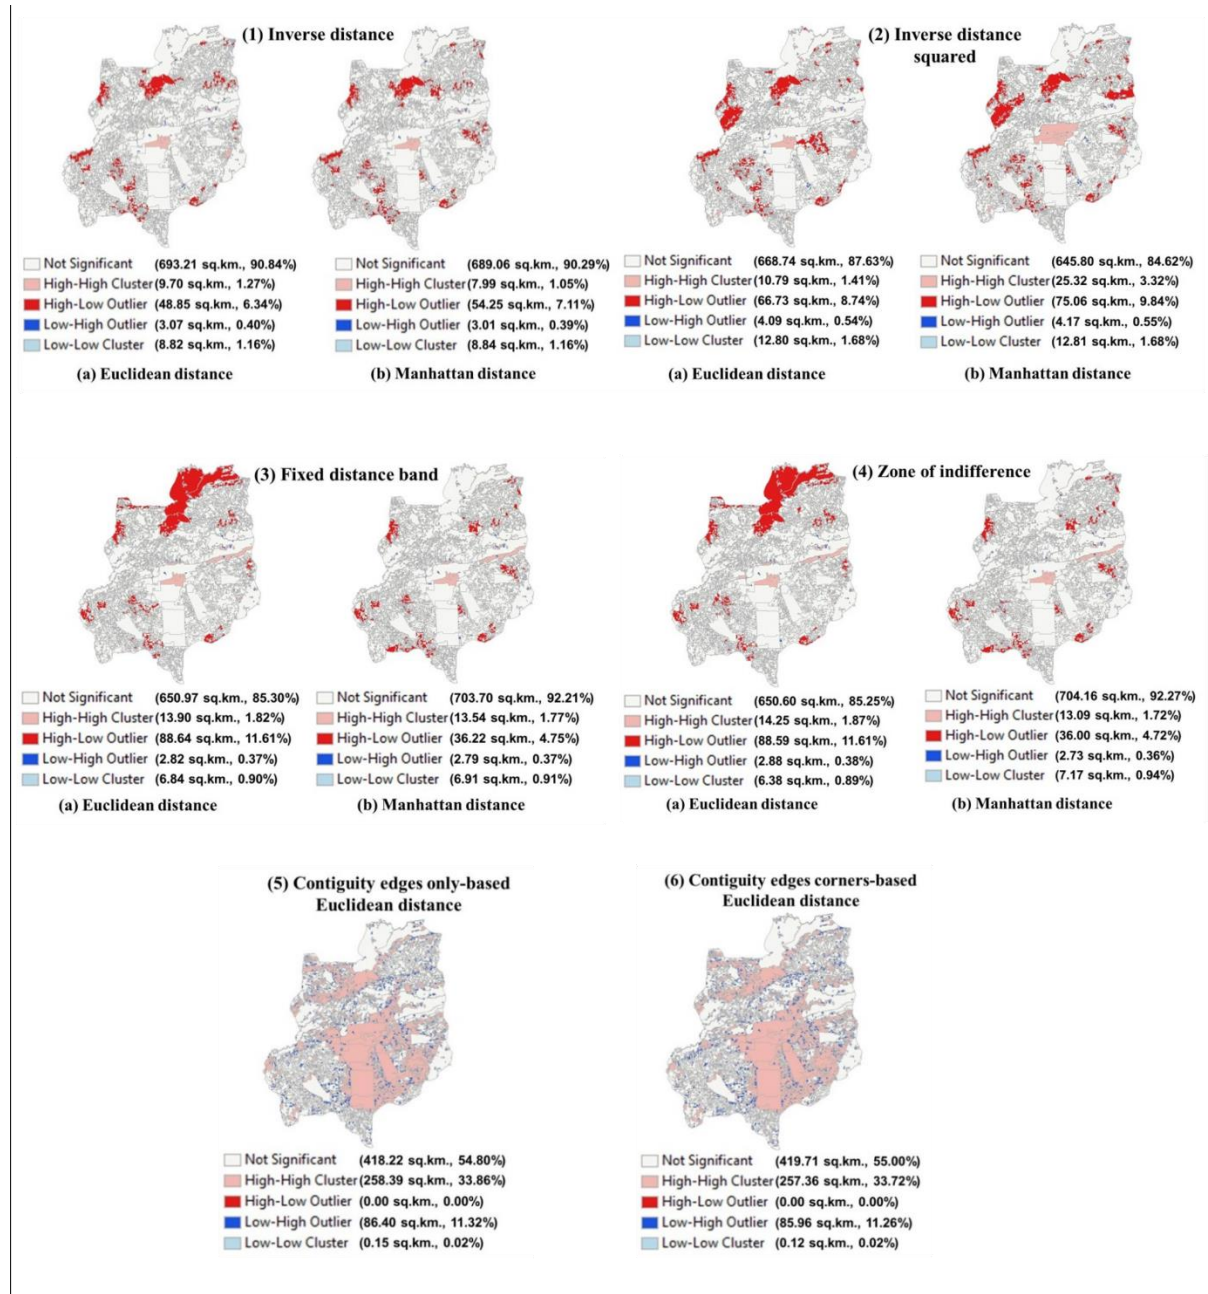 (1) Inverse distance
Not Significant (693.21 sq.km., 90.84%)
High-High Cluster (9.70 sq.km., 1.27%)
High-Low Outlier (48.85 sq.km., 6.34%)
Low-High Outlier (3.07 sq.km., 0.40%)
Low-Low Cluster (8.82 sq.km., 1.16%)
(a) Euclidean distance
Not Significant (689.06 sq.km., 90.29%)
High-High Cluster (7.99 sq.km., 1.05%)
High-Low Outlier (54.25 sq.km., 7.11%)
Low-High Outlier (3.01 sq.km., 0.39%)
Low-Low Cluster (8.84 sq.km., 1.16%)
(b) Manhattan distance
(2) Inverse distance
squared
Not Significant (668.74 sq.km., 87.63%)
High-High Cluster (10.79 sq.km., 1.41%)
High-Low Outlier (66.73 sq.km., 8.74%)
Low-High Outlier (4.09 sq.km., 0.54%)
Low-Low Cluster (12.80 sq.km., 1.68%)
(a) Euclidean distance
Not Significant (645.80 sq.km., 84.62%)
High-High Cluster (25.32 sq.km., 3.32%)
High-Low Outlier (75.06 sq.km., 9.84%)
Low-High Outlier (4.17 sq.km., 0.55%)
Low-Low Cluster (12.81 sq.km., 1.68%)
(b) Manhattan distance
(3) Fixed distance band
Not Significant (650.97 sq.km., 85.30%)
High-High Cluster (13.90 sq.km., 1.82%)
High-Low Outlier (88.64 sq.km., 11.61%)
Low-High Outlier (2.82 sq.km., 0.37%)
Low-Low Cluster (6.84 sq.km., 0.90%)
(a) Euclidean distance
Not Significant (703.70 sq.km., 92.21%)
High-High Cluster (13.54 sq.km., 1.77%)
High-Low Outlier (36.22 sq.km., 4.75%)
Low-High Outlier (2.79 sq.km., 0.37%)
Low-Low Cluster (6.91 sq.km., 0.91%)
(b) Manhattan distance
(4) Zone of indifference
Not Significant (650.60 sq.km., 85.25%)
High-High Cluster (14.25 sq.km., 1.87%)
High-Low Outlier (88.59 sq.km., 11.61%)
Low-High Outlier (2.88 sq.km., 0.38%)
Low-Low Cluster (6.38 sq.km., 0.89%)
(a) Euclidean distance
Not Significant (704.16 sq.km., 92.27%)
High-High Cluster (13.09 sq.km., 1.72%)
High-Low Outlier (36.00 sq.km., 4.72%)
Low-High Outlier (2.73 sq.km., 0.36%)
Low-Low Cluster (7.17 sq.km., 0.94%)
(b) Manhattan distance
(5) Contiguity edges only-based
Euclidean distance
Not Significant (418.22 sq.km., 54.80%)
High-High Cluster (258.39 sq.km., 33.86%)
High-Low Outlier (0.00 sq.km., 0.00%)
Low-High Outlier (86.40 sq.km., 11.32%)
Low-Low Cluster (0.15 sq.km., 0.02%)
(6) Contiguity edges corners-based
Euclidean distance
Not Significant (419.71 sq.km., 55.00%)
High-High Cluster (257.36 sq.km., 33.72%)
High-Low Outlier (0.00 sq.km., 0.00%)
Low-High Outlier (85.96 sq.km., 11.26%)
Low-Low Cluster (0.12 sq.km., 0.02%)